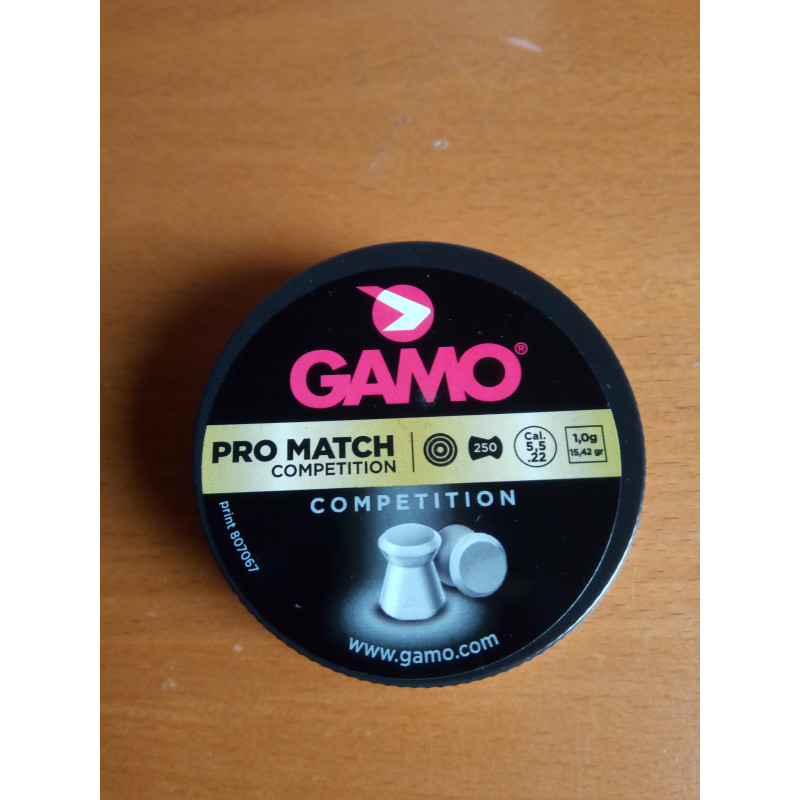 GAMO®
PRO MATCH
COMPETITION
250
Cal.
5,5
.22
1,0g
15,42 gr
COMPETITION
print 807067
www.gamo.com